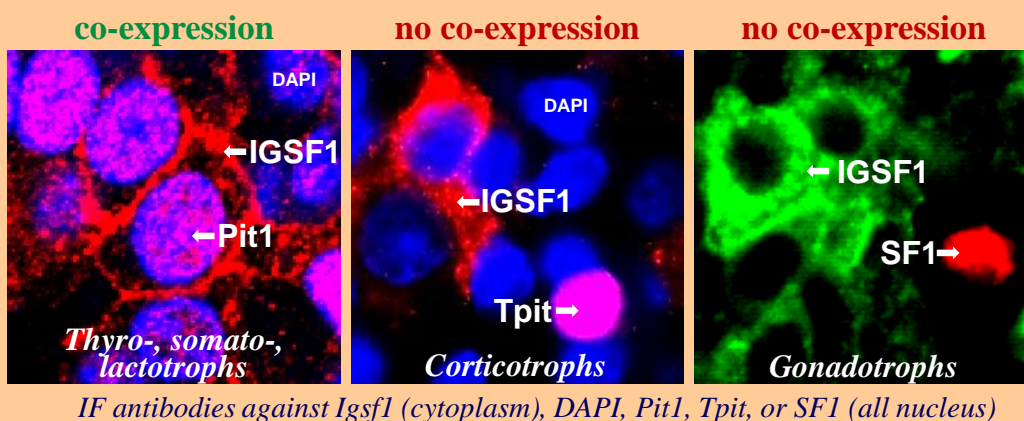 co-expression
no co-expression
no co-expression
DAPI
←IGSF1
←Pit1
Thyro-, somato-,
lactotrophs
DAPI
←IGSF1
Tpit→
Corticotrophs
← IGSF1
SF1→
Gonadotrophs
IF antibodies against Igsf1 (cytoplasm), DAPI, Pit1, Tpit, or SF1 (all nucleus)